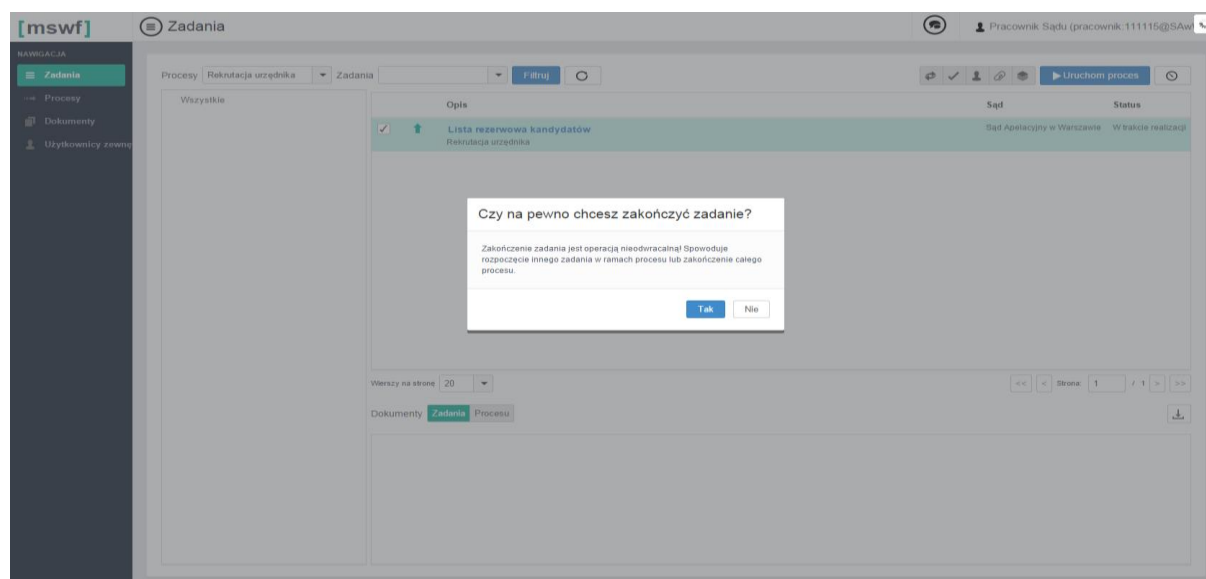 [mswf]
Zadania
Pracownik Sądu (pracownik.111115@SAw
NAWIGACJA
Zadania
Procesy
Dokumenty
Użytkownicy zewnę
Procesy Rekrutacja urzędnika Zadania Filtruj Uruchom proces
Wszystkie
Opis Sąd Status
Lista rezerwowa kandydatów Sąd Apelacyjny w Warszawie W trakcie realizacji
Rekrutacja urzędnika
Czy na pewno chcesz zakończyć zadanie?
Zakończenie zadania jest operacją nieodwracalną! Spowoduje
rozpoczęcie innego zadania w ramach procesu lub zakończenie całego
procesu.
Tak Nie
Wierszy na stronę 20 << < Strona: 1 / 1 > >>
Dokumenty Zadania Procesu